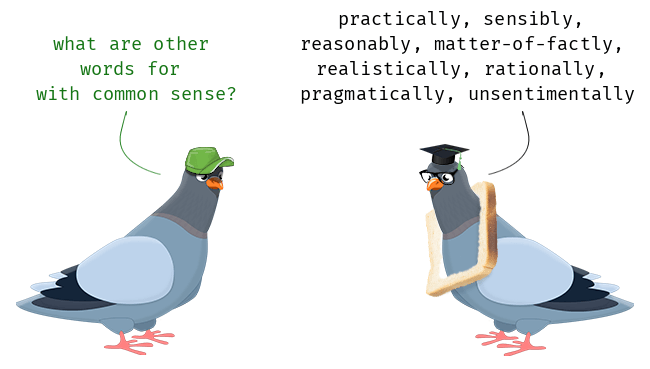 what are other
words for
with common sense?
practically, sensibly,
reasonably, matter-of-factly,
realistically, rationally,
pragmatically, unsentimentally